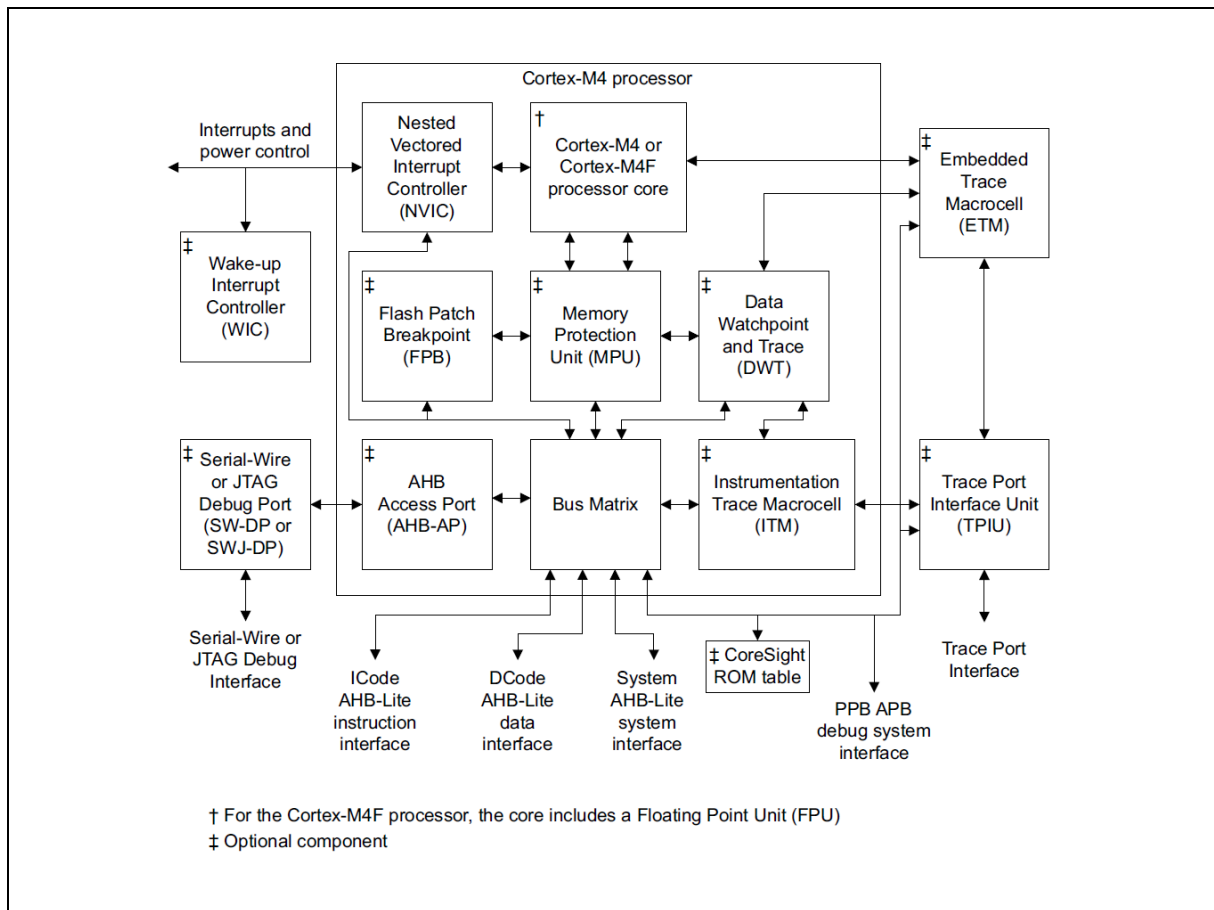 Cortex-M4 processor
Interrupts and
power control
Nested
Vectored
Interrupt
Controller
(NVIC)
†
Cortex-M4 or
Cortex-M4F
processor core
‡
Embedded
Trace
Macrocell
(ETM)
‡
Wake-up
Interrupt
Controller
(WIC)
‡
Flash Patch
Breakpoint
(FPB)
‡
Memory
Protection
Unit (MPU)
‡
Data
Watchpoint
and Trace
(DWT)
‡
Serial-Wire
or JTAG
Debug Port
(SW-DP or
SWJ-DP)
‡
AHB
Access Port
(AHB-AP)
Bus Matrix
‡
Instrumentation
Trace Macrocell
(ITM)
‡
Trace Port
Interface Unit
(TPIU)
Serial-Wire or
JTAG Debug
Interface
ICode
AHB-Lite
instruction
interface
DCode
AHB-Lite
data
interface
System
AHB-Lite
system
interface
‡ CoreSight
ROM table
PPB APB
debug system
interface
Trace Port
Interface
† For the Cortex-M4F processor, the core includes a Floating Point Unit (FPU)
‡ Optional component